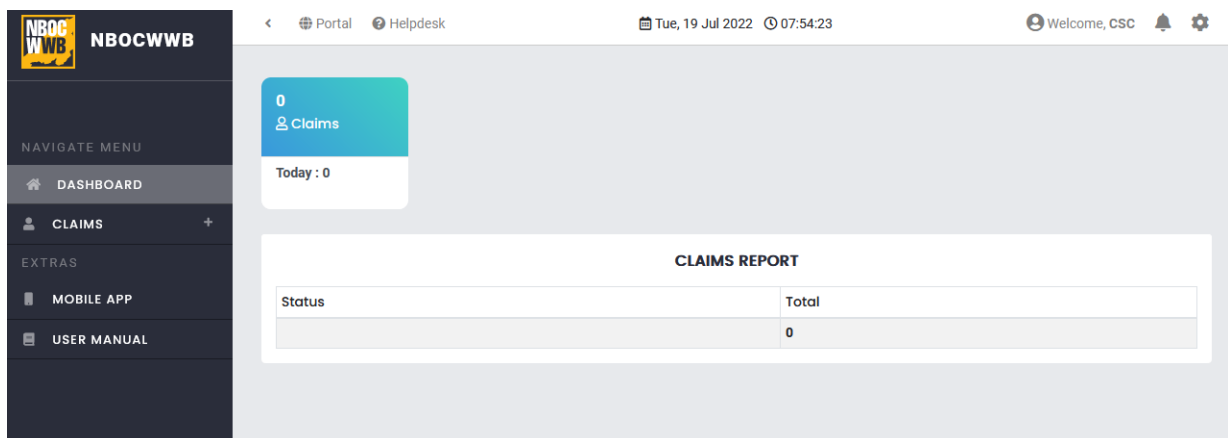 NBOC
WWB
NBOCWWB
Portal Helpdesk Tue, 19 Jul 2022 07:54:23 Welcome, CSC
0
Claims
Today : 0
NAVIGATE MENU
DASHBOARD
CLAIMS +
EXTRAS
MOBILE APP
USER MANUAL
CLAIMS REPORT
Status Total
0